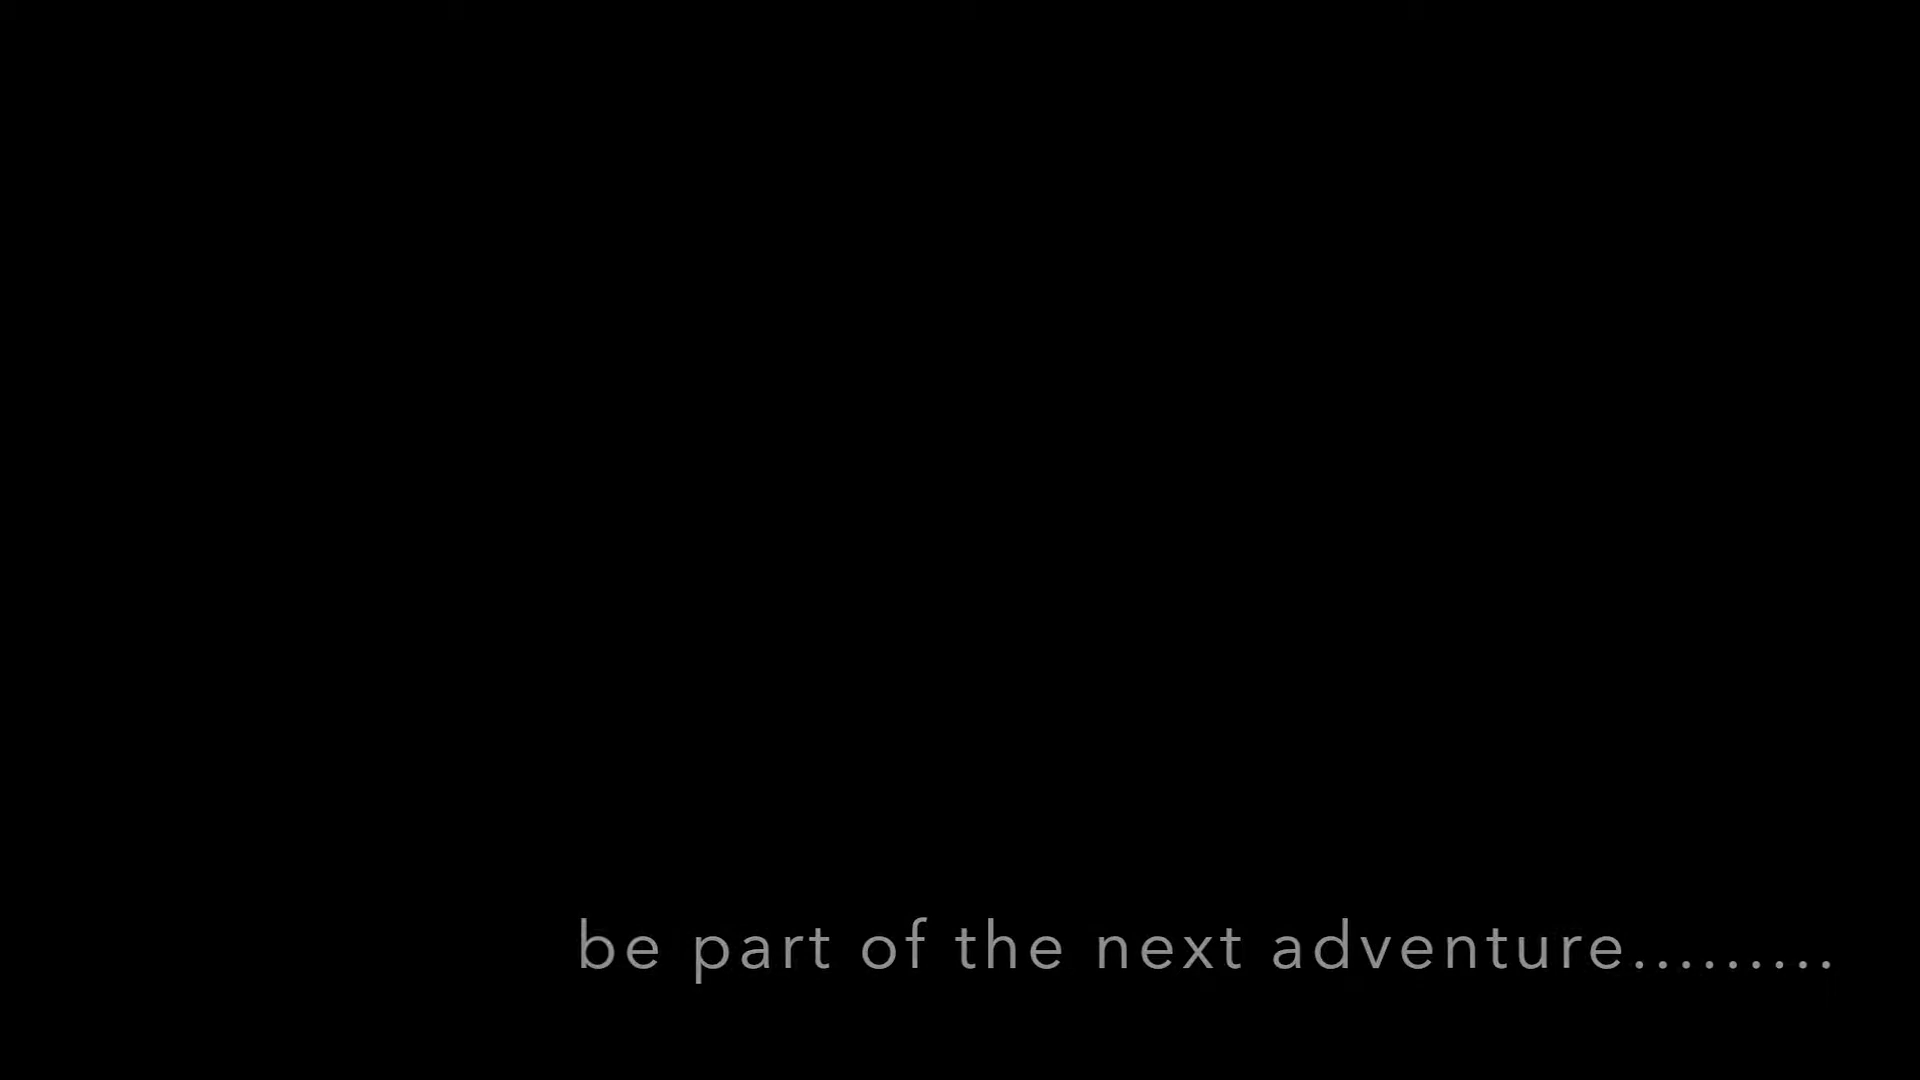 be part of the next adventure.........